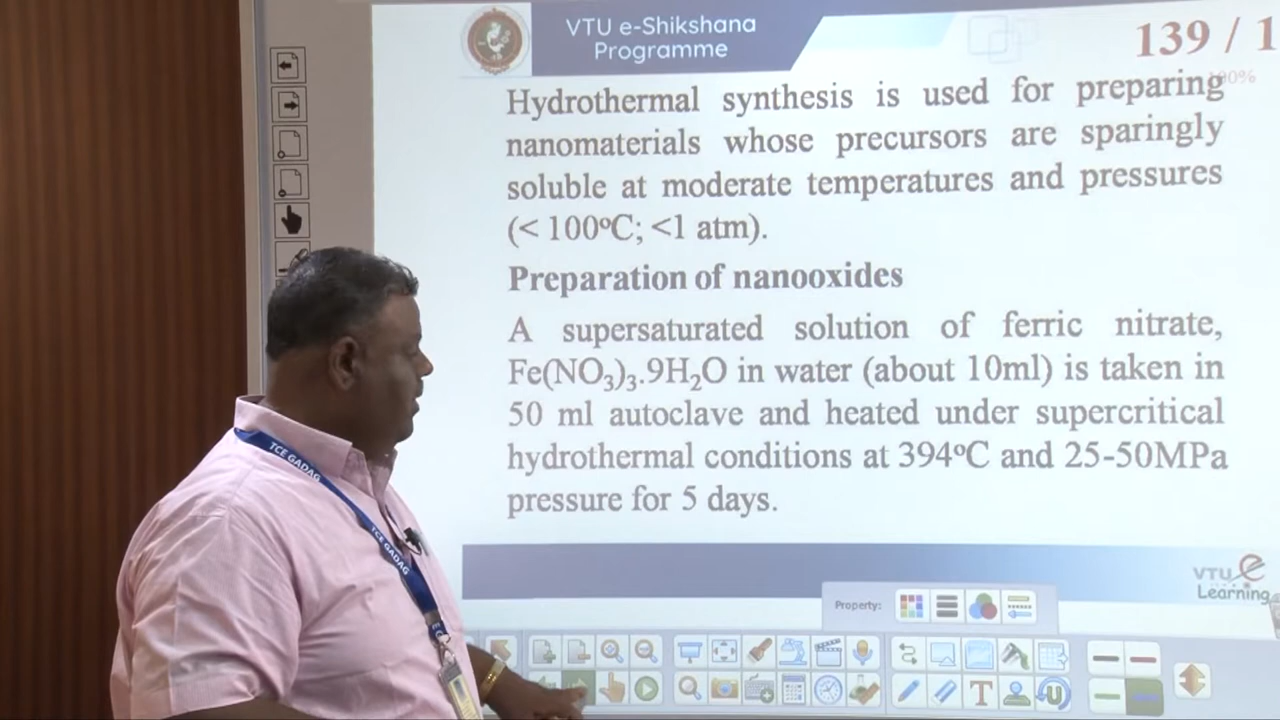 VTU e-Shikshana
Programme
139 / 1
100%
Hydrothermal synthesis is used for preparing
nanomaterials whose precursors are sparingly
soluble at moderate temperatures and pressures
(< 100ºC; <1 atm).
Preparation of nanooxides
A supersaturated solution of ferric nitrate,
Fe(NO₃)₃.9H₂O in water (about 10ml) is taken in
50 ml autoclave and heated under supercritical
hydrothermal conditions at 394ºC and 25-50MPa
pressure for 5 days.
TCE GADAG
TCE GADAG
VTU e
Learning
Property: